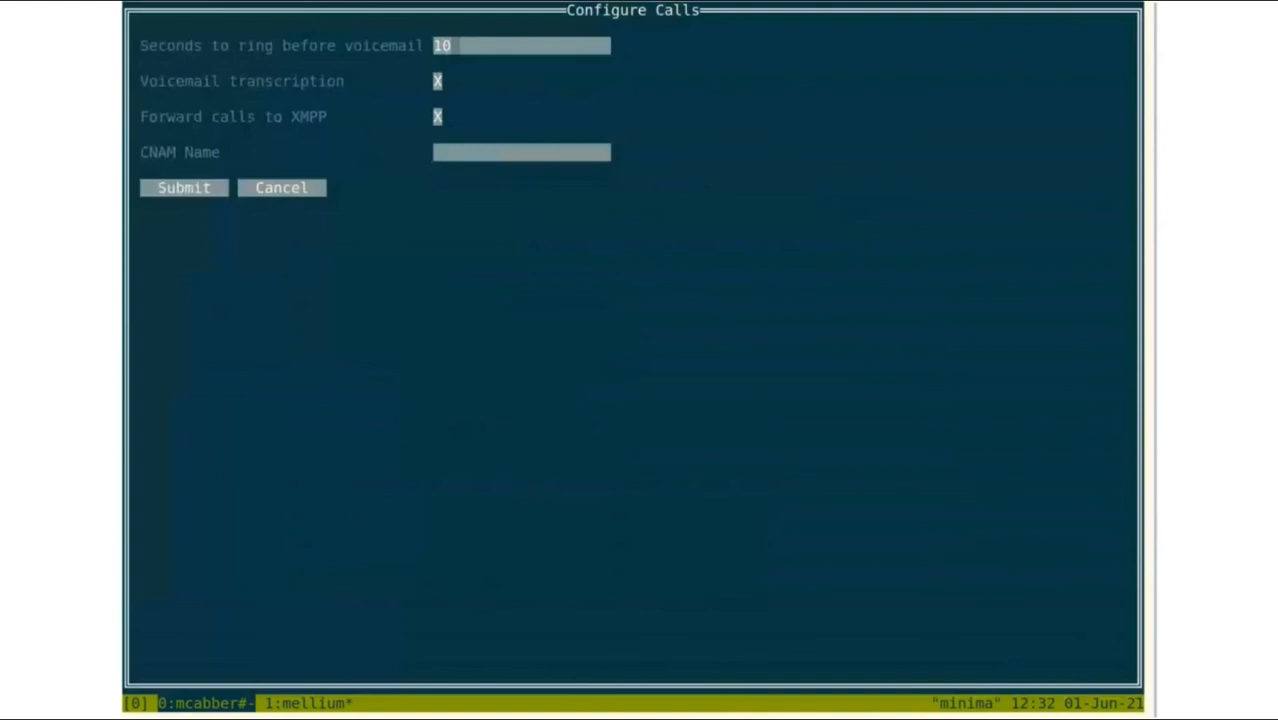 Configure Calls
Seconds to ring before voicemail 10
Voicemail transcription X
Forward calls to XMPP X
CNAM Name
Submit Cancel
[0] 0:mcabber#- 1:mellium* "minima" 12:32 01-Jun-21